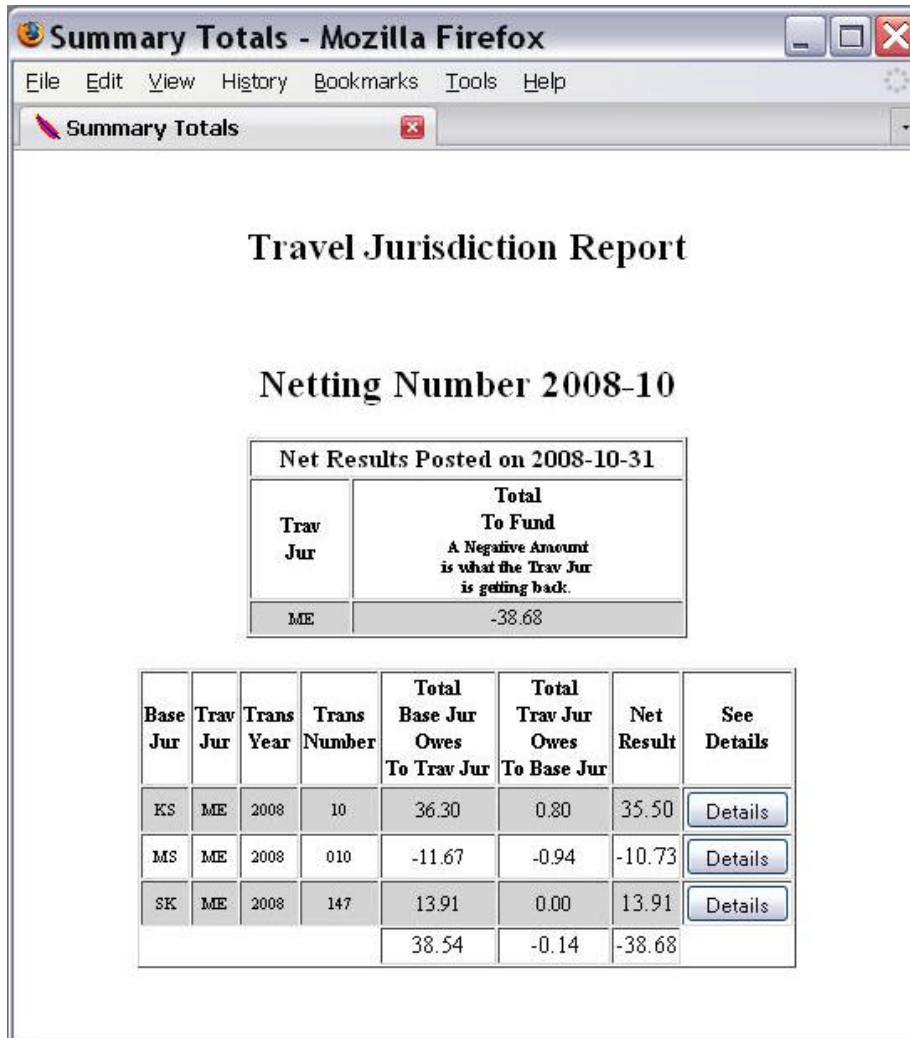 Summary Totals - Mozilla Firefox
File Edit View History Bookmarks Tools Help
Summary Totals
Travel Jurisdiction Report
Netting Number 2008-10
Net Results Posted on 2008-10-31
Trav
Jur
Total
To Fund
A Negative Amount
is what the Trav Jur
is getting back.
ME -38.68
Base
Jur
Trav
Jur
Trans
Year
Trans
Number
Total
Base Jur
Owes
To Trav Jur
Total
Trav Jur
Owes
To Base Jur
Net
Result
See
Details
KS ME 2008 10 36.30 0.80 35.50 Details
MS ME 2008 010 -11.67 -0.94 -10.73 Details
SK ME 2008 147 13.91 0.00 13.91 Details
38.54 -0.14 -38.68